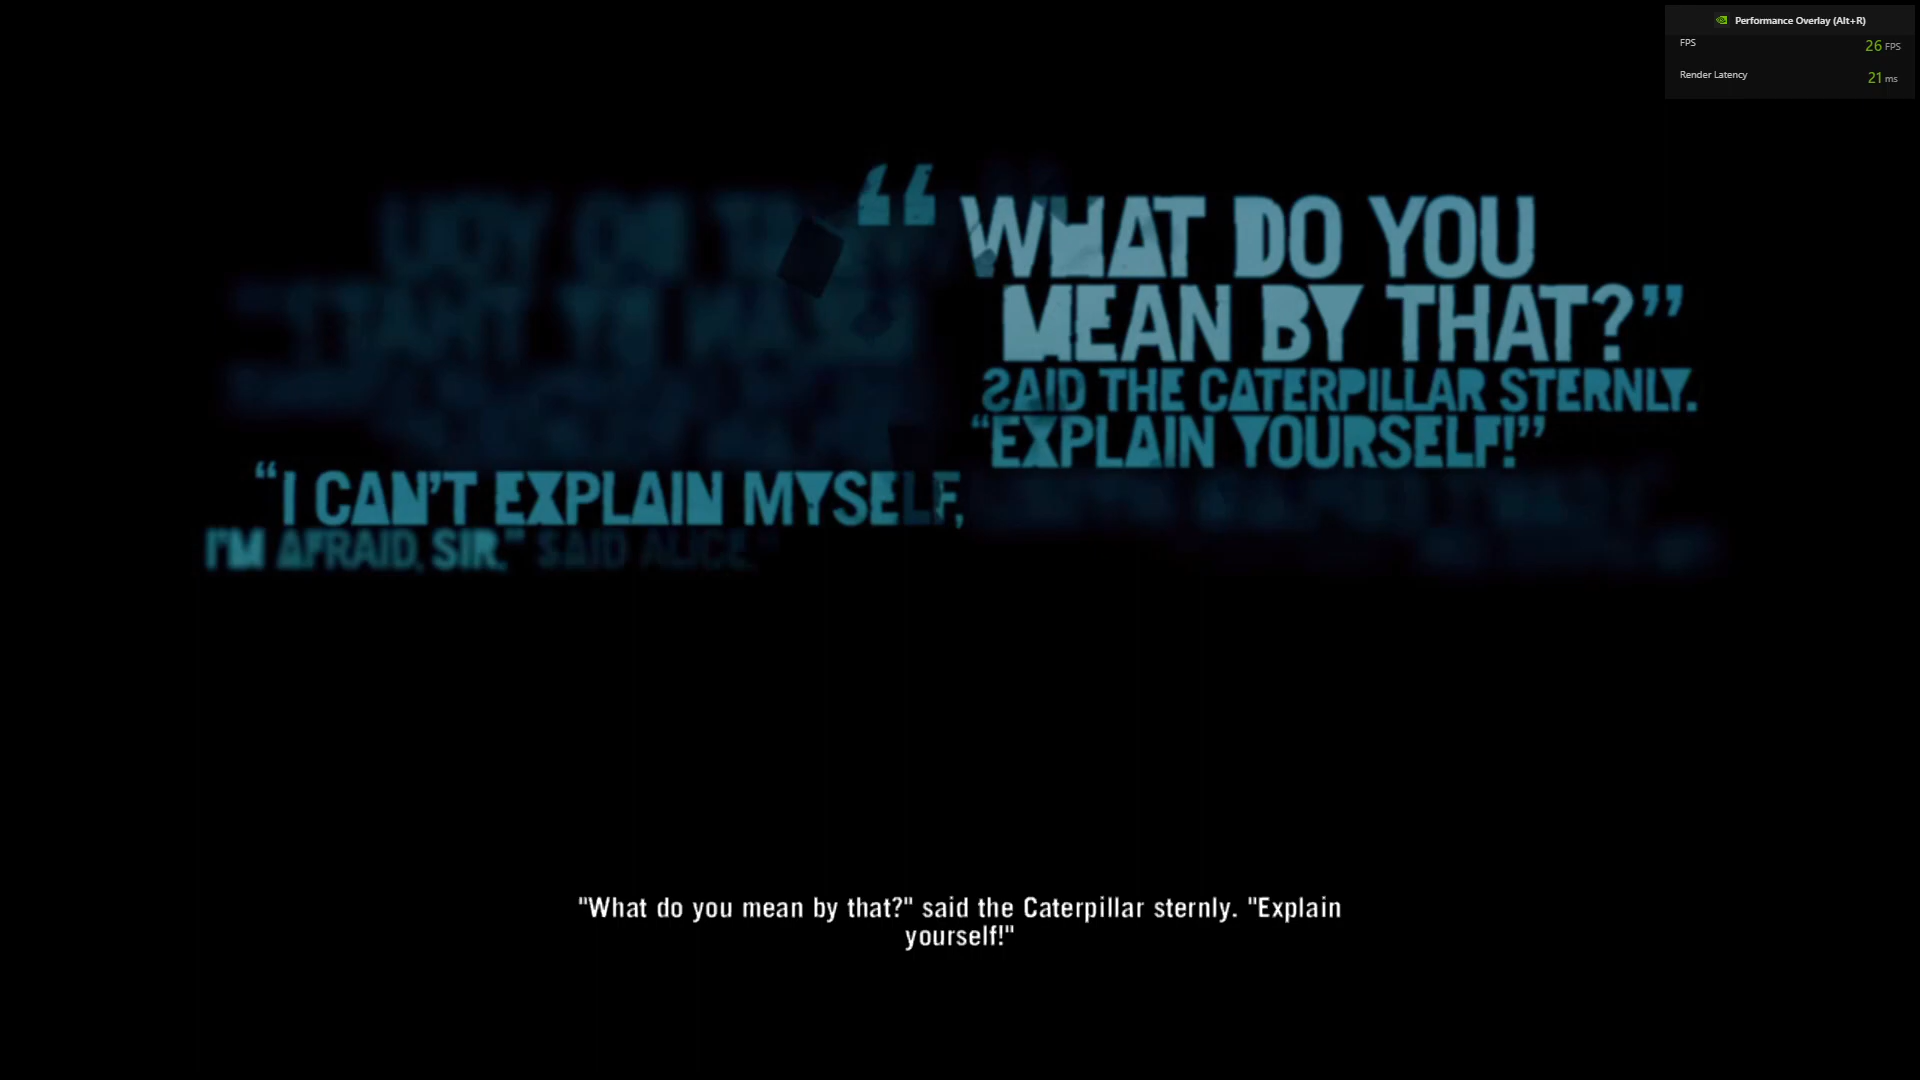 Performance Overlay (Alt+R)
FPS
26 FPS
Render Latency
21 ms
“WHAT DO YOU
MEAN BY THAT?”
SAID THE CATERPILLAR STERNLY.
“EXPLAIN YOURSELF!”
“I CAN’T EXPLAIN MYSELF,
I’M AFRAID, SIR,” SAID ALICE,
"What do you mean by that?" said the Caterpillar sternly. "Explain
yourself!"